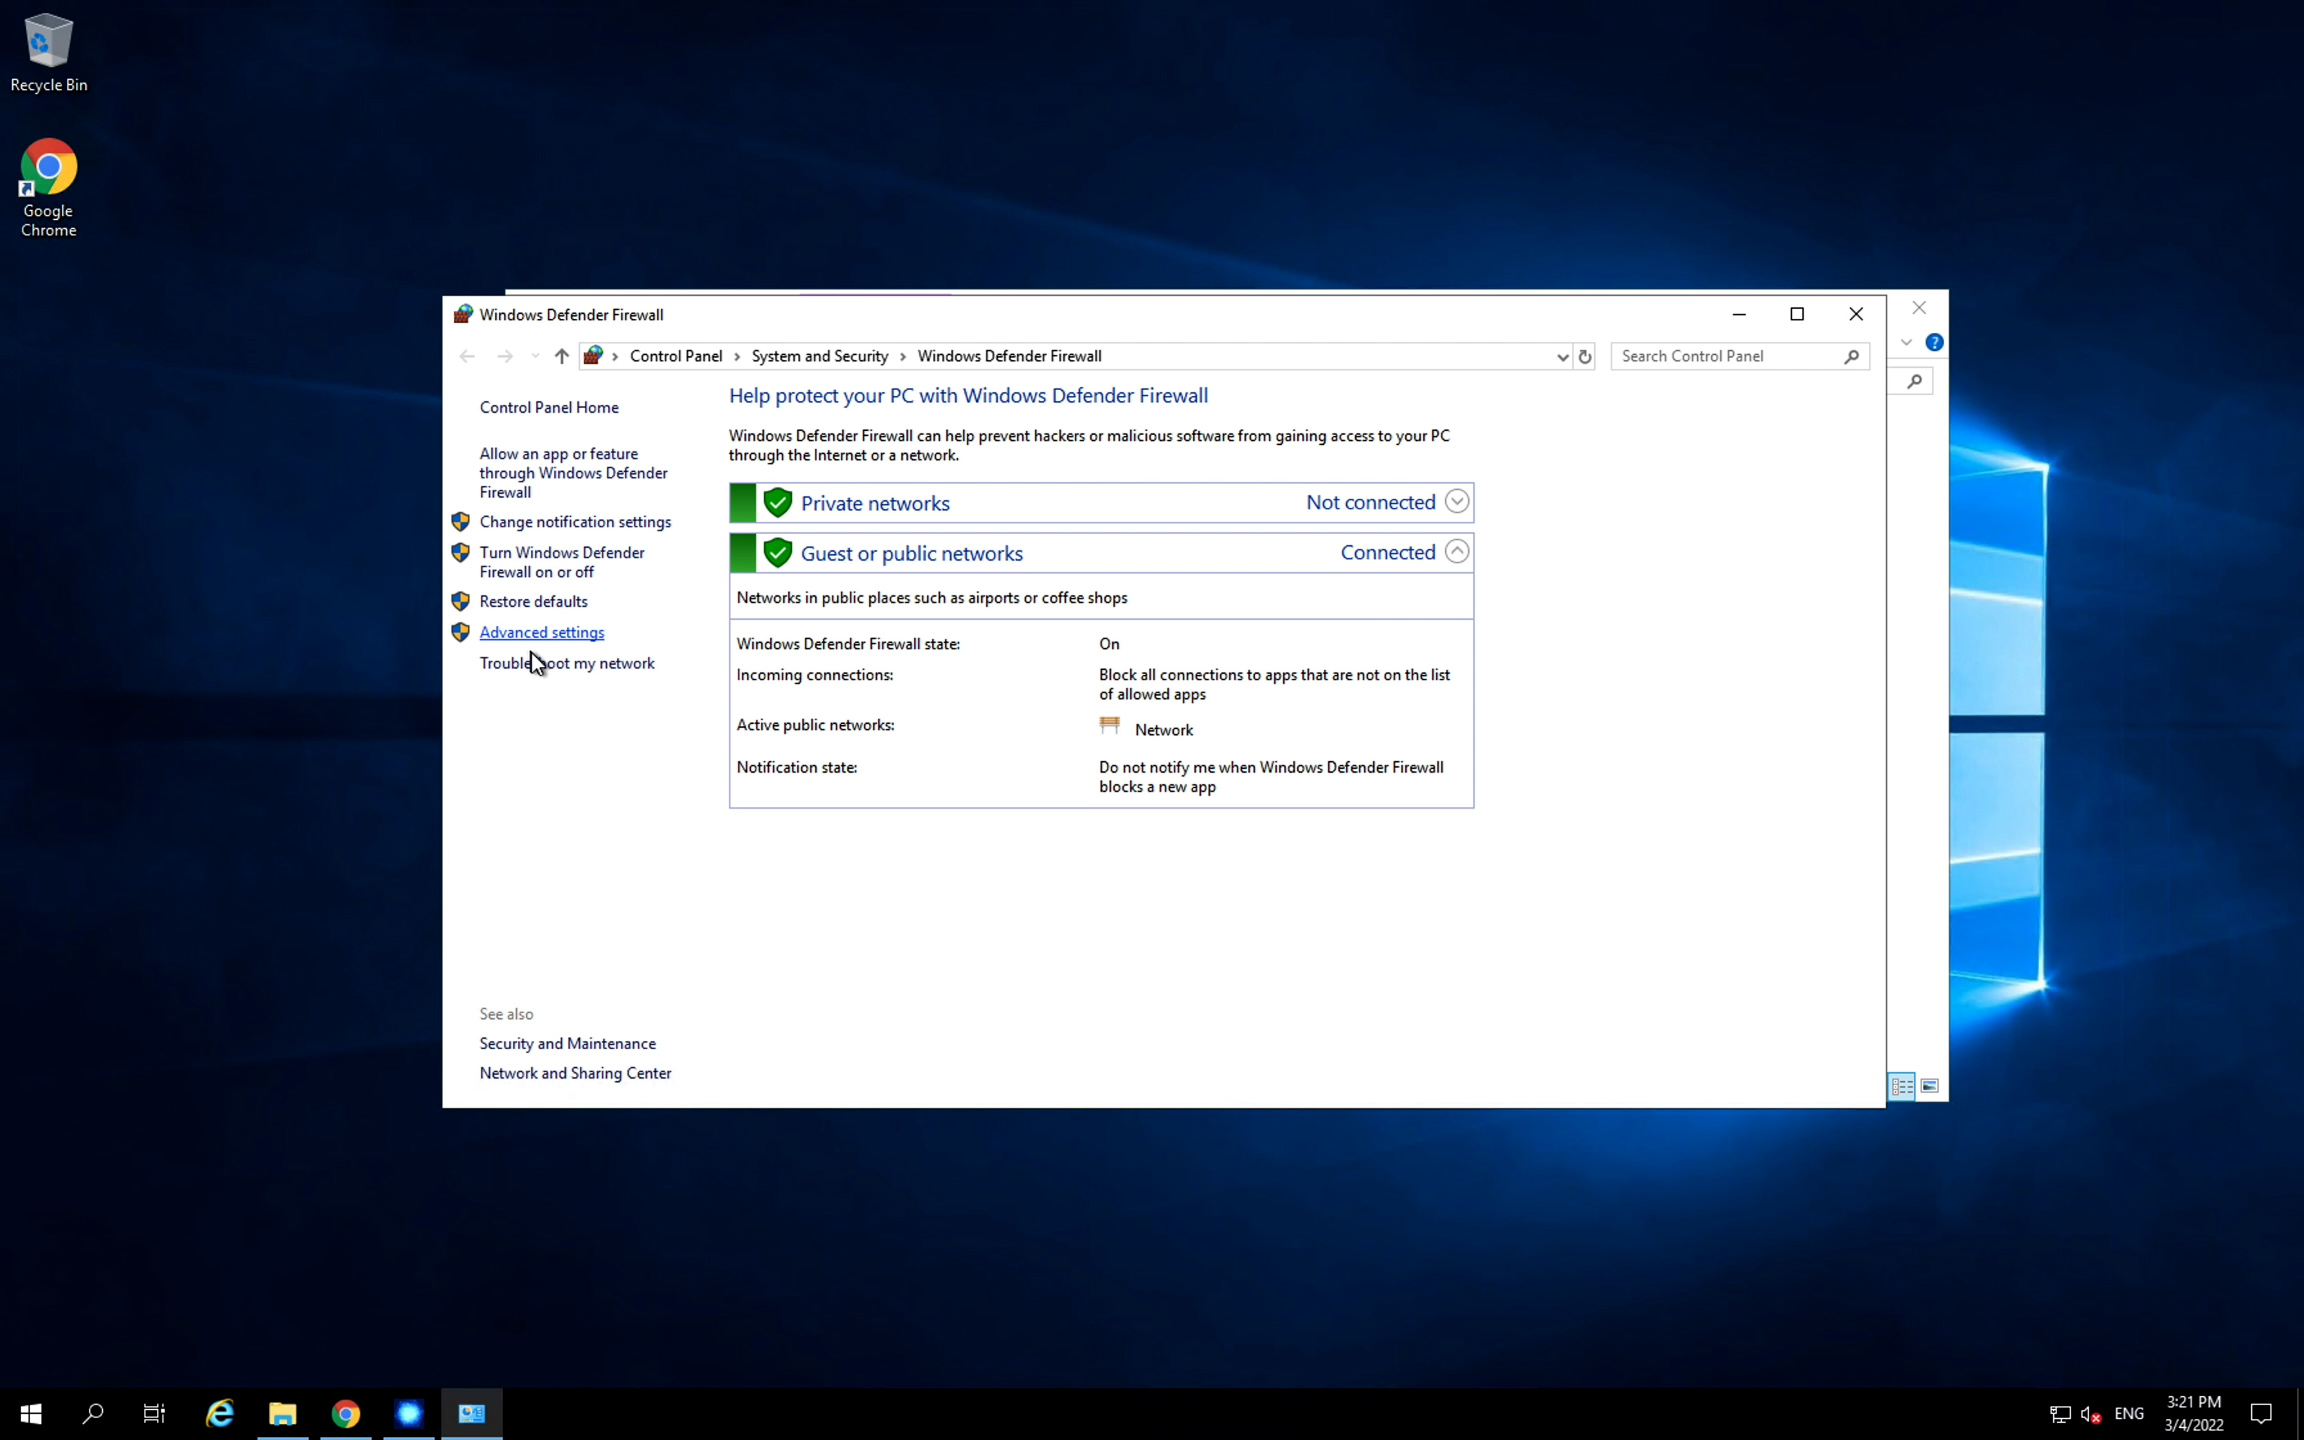 Recycle Bin
Google
Chrome
Windows Defender Firewall
Control Panel
System and Security
Windows Defender Firewall
Search Control Panel
Control Panel Home
Allow an app or feature
through Windows Defender
Firewall
Change notification settings
Turn Windows Defender
Firewall on or off
Restore defaults
Advanced settings
Troubleshoot my network
See also
Security and Maintenance
Network and Sharing Center
Help protect your PC with Windows Defender Firewall
Windows Defender Firewall can help prevent hackers or malicious software from gaining access to your PC
through the Internet or a network.
Private networks
Not connected
Guest or public networks
Connected
Networks in public places such as airports or coffee shops
Windows Defender Firewall state:
On
Incoming connections:
Block all connections to apps that are not on the list
of allowed apps
Active public networks:
Network
Notification state:
Do not notify me when Windows Defender Firewall
blocks a new app
ENG
3:21 PM
3/4/2022